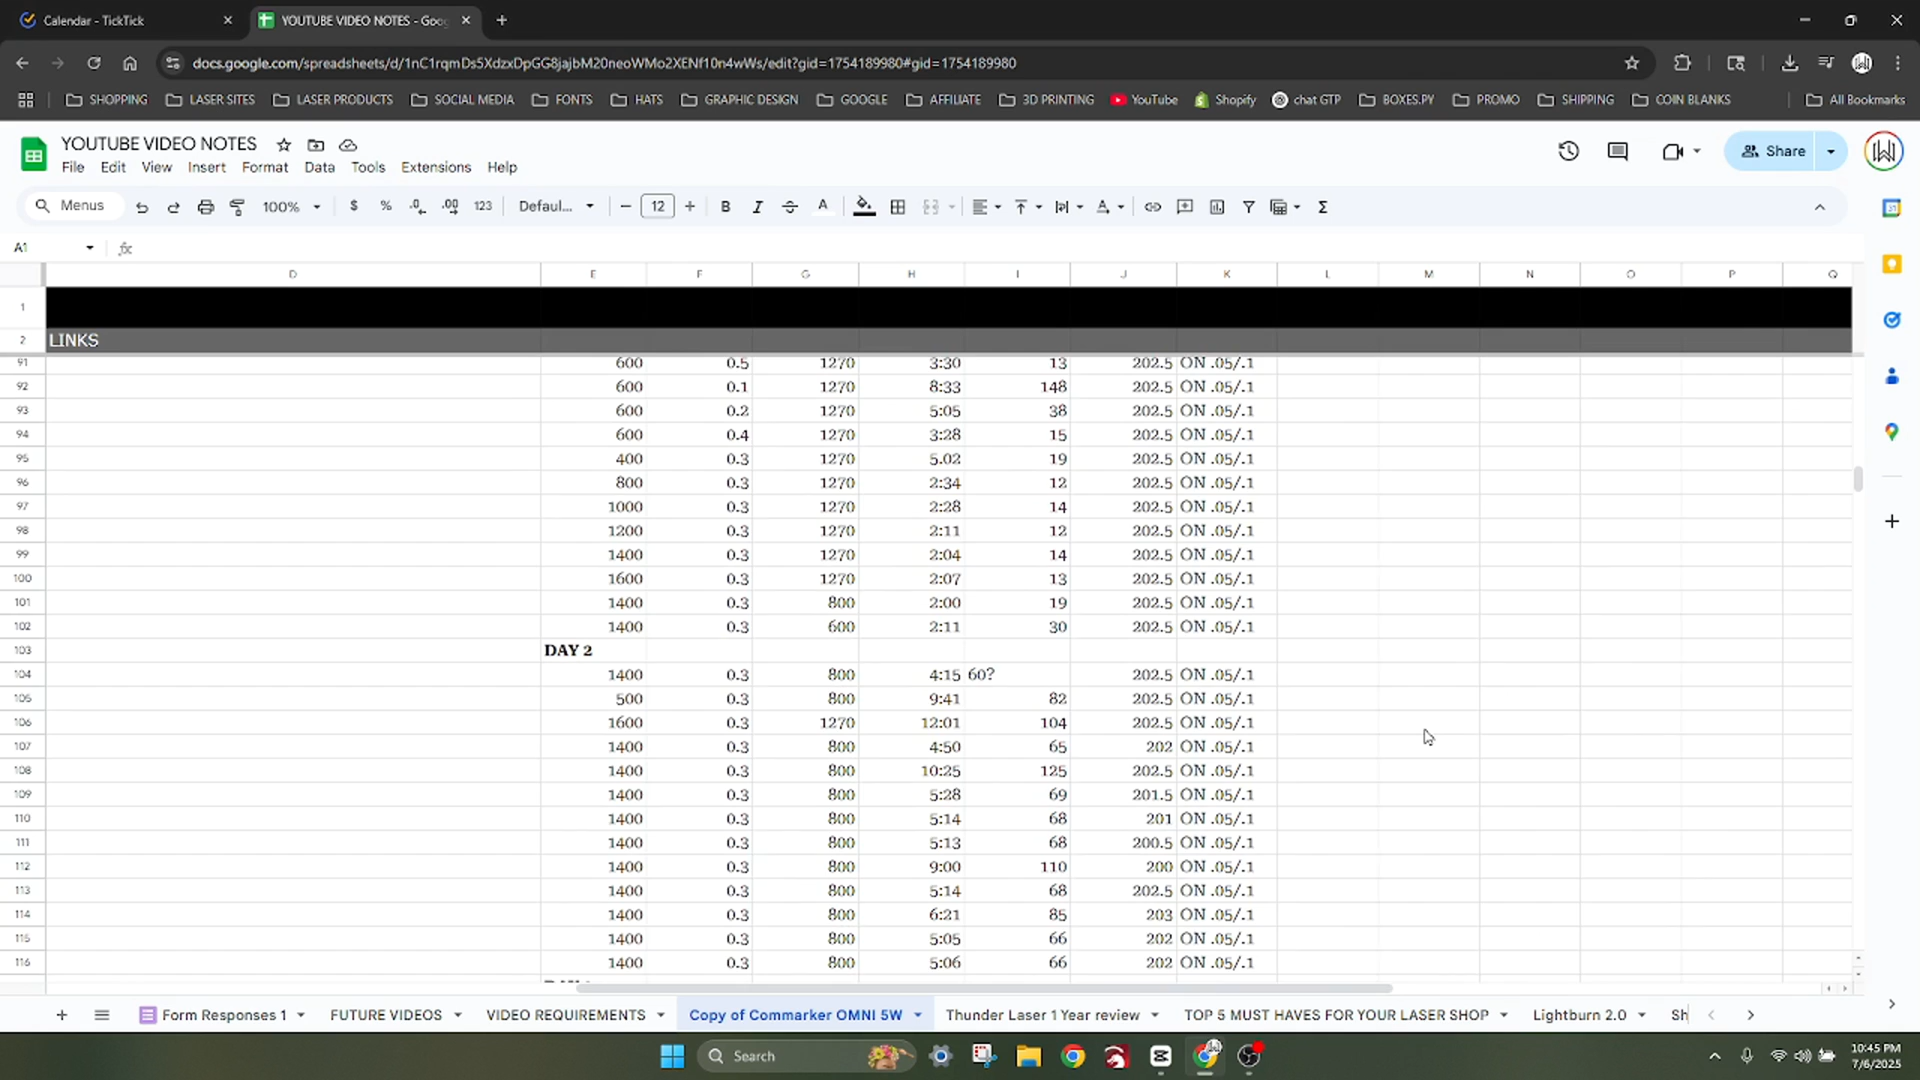 Calendar - TickTick
YOUTUBE VIDEO NOTES - Goog
docs.google.com/spreadsheets/d/1nC1rqmDs5XdzxDpGG8jajbM20neoWMo2XENf10n4wWs/edit?gid=1754189980#gid=1754189980
SHOPPING LASER SITES LASER PRODUCTS SOCIAL MEDIA FONTS HATS GRAPHIC DESIGN GOOGLE AFFILIATE 3D PRINTING YouTube Shopify chat GTP BOXES.PY PROMO SHIPPING COIN BLANKS All Bookmarks
YOUTUBE VIDEO NOTES
Share
File Edit View Insert Format Data Tools Extensions Help
Menus 100% $ % .0 .00 123 Defaul... 12 B I A
A1 fx
D E F G H I J K L M N O P Q
1
2 LINKS
91 600 0.5 1270 3:30 13 202.5 ON .05/.1
92 600 0.1 1270 8:33 148 202.5 ON .05/.1
93 600 0.2 1270 5:05 38 202.5 ON .05/.1
94 600 0.4 1270 3:28 15 202.5 ON .05/.1
95 400 0.3 1270 5.02 19 202.5 ON .05/.1
96 800 0.3 1270 2:34 12 202.5 ON .05/.1
97 1000 0.3 1270 2:28 14 202.5 ON .05/.1
98 1200 0.3 1270 2:11 12 202.5 ON .05/.1
99 1400 0.3 1270 2:04 14 202.5 ON .05/.1
100 1600 0.3 1270 2:07 13 202.5 ON .05/.1
101 1400 0.3 800 2:00 19 202.5 ON .05/.1
102 1400 0.3 600 2:11 30 202.5 ON .05/.1
103 DAY 2
104 1400 0.3 800 4:15 60? 202.5 ON .05/.1
105 500 0.3 800 9:41 82 202.5 ON .05/.1
106 1600 0.3 1270 12:01 104 202.5 ON .05/.1
107 1400 0.3 800 4:50 65 202 ON .05/.1
108 1400 0.3 800 10:25 125 202.5 ON .05/.1
109 1400 0.3 800 5:28 69 201.5 ON .05/.1
110 1400 0.3 800 5:14 68 201 ON .05/.1
111 1400 0.3 800 5:13 68 200.5 ON .05/.1
112 1400 0.3 800 9:00 110 200 ON .05/.1
113 1400 0.3 800 5:14 68 202.5 ON .05/.1
114 1400 0.3 800 6:21 85 203 ON .05/.1
115 1400 0.3 800 5:05 66 202 ON .05/.1
116 1400 0.3 800 5:06 66 202 ON .05/.1
Form Responses 1 FUTURE VIDEOS VIDEO REQUIREMENTS Copy of Commarker OMNI 5W Thunder Laser 1 Year review TOP 5 MUST HAVES FOR YOUR LASER SHOP Lightburn 2.0 Sh
Search
10:45 PM
7/6/2025